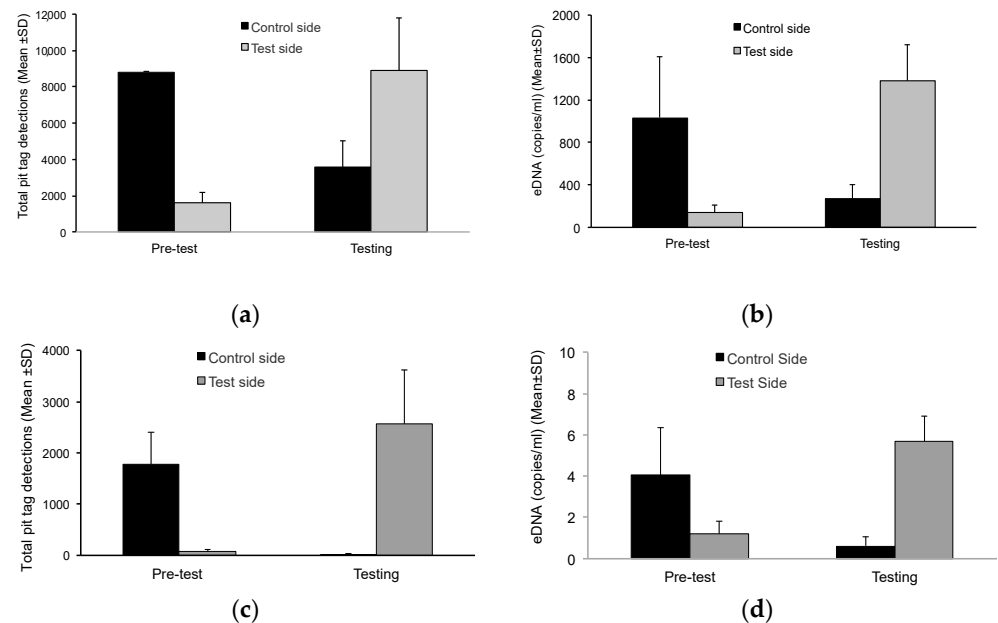 Total pit tag detections (Mean ±SD)
12000
10000
8000
6000
4000
2000
0
Control side
Test side
Pre-test
Testing
(a)
eDNA (copies/ml) (Mean±SD)
2000
1600
1200
800
400
0
Control side
Test side
Pre-test
Testing
(b)
Total pit tag detections (Mean ±SD)
4000
3000
2000
1000
0
Control side
Test side
Pre-test
Testing
(c)
eDNA (copies/ml) (Mean±SD)
10
8
6
4
2
0
Control Side
Test Side
Pre-test
Testing
(d)